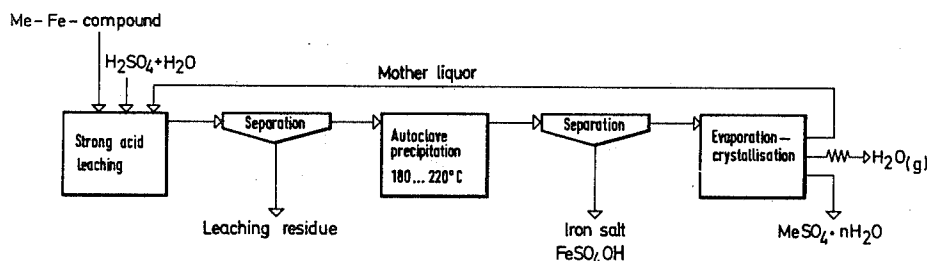 Me-Fe-compound
H₂SO₄+H₂O
Mother liquor
Strong acid
leaching
Separation
Autoclave
precipitation
180 ... 220°C
Separation
Evaporation-
crystallisation
H₂O(g)
Leaching residue
Iron salt
FeSO₄OH
MeSO₄·nH₂O